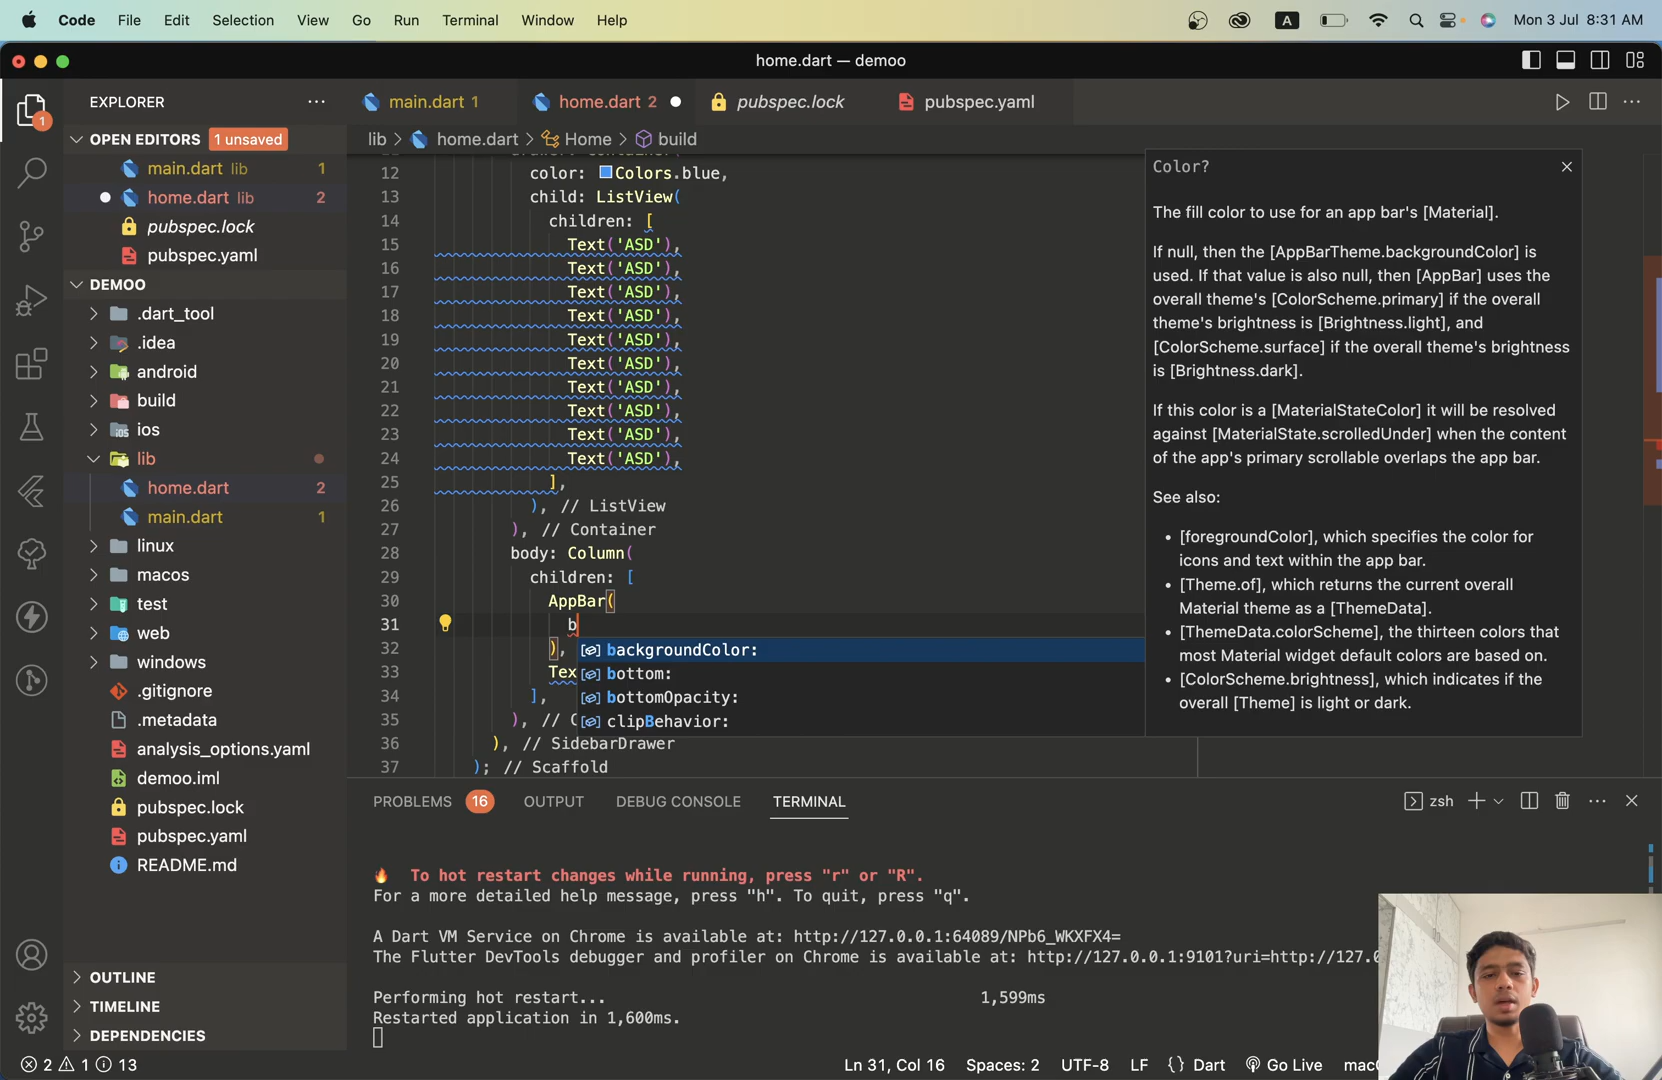 Code File Edit Selection View Go Run Terminal Window Help
A Mon 3 Jul 8:31 AM
home.dart — demoo
EXPLORER
OPEN EDITORS 1 unsaved
main.dart lib 1
home.dart lib 2
pubspec.lock
pubspec.yaml
DEMOO
.dart_tool
.idea
android
build
ios
lib
home.dart 2
main.dart 1
linux
macos
test
web
windows
.gitignore
.metadata
analysis_options.yaml
demoo.iml
pubspec.lock
pubspec.yaml
README.md
OUTLINE
TIMELINE
DEPENDENCIES
1
main.dart 1 home.dart 2 pubspec.lock pubspec.yaml
lib > home.dart > Home > build
12 color: Colors.blue,
13 child: ListView(
14 children: [
15 Text('ASD'),
16 Text('ASD'),
17 Text('ASD'),
18 Text('ASD'),
19 Text('ASD'),
20 Text('ASD'),
21 Text('ASD'),
22 Text('ASD'),
23 Text('ASD'),
24 Text('ASD'),
25 ],
26 ), // ListView
27 ), // Container
28 body: Column(
29 children: [
30 AppBar(
31 b
32 ),
33 Tex
34 ],
35 ), // C
36 ), // SidebarDrawer
37 ); // Scaffold
backgroundColor:
bottom:
bottomOpacity:
clipBehavior:
Color?
The fill color to use for an app bar's [Material].
If null, then the [AppBarTheme.backgroundColor] is
used. If that value is also null, then [AppBar] uses the
overall theme's [ColorScheme.primary] if the overall
theme's brightness is [Brightness.light], and
[ColorScheme.surface] if the overall theme's brightness
is [Brightness.dark].
If this color is a [MaterialStateColor] it will be resolved
against [MaterialState.scrolledUnder] when the content
of the app's primary scrollable overlaps the app bar.
See also:
• [foregroundColor], which specifies the color for
icons and text within the app bar.
• [Theme.of], which returns the current overall
Material theme as a [ThemeData].
• [ThemeData.colorScheme], the thirteen colors that
most Material widget default colors are based on.
• [ColorScheme.brightness], which indicates if the
overall [Theme] is light or dark.
PROBLEMS 16 OUTPUT DEBUG CONSOLE TERMINAL zsh
🔥 To hot restart changes while running, press "r" or "R".
For a more detailed help message, press "h". To quit, press "q".
A Dart VM Service on Chrome is available at: http://127.0.0.1:64089/NPb6_WKXFX4=
The Flutter DevTools debugger and profiler on Chrome is available at: http://127.0.0.1:9101?uri=http://127.0
Performing hot restart... 1,599ms
Restarted application in 1,600ms.
2 1 13
Ln 31, Col 16 Spaces: 2 UTF-8 LF {} Dart Go Live mac